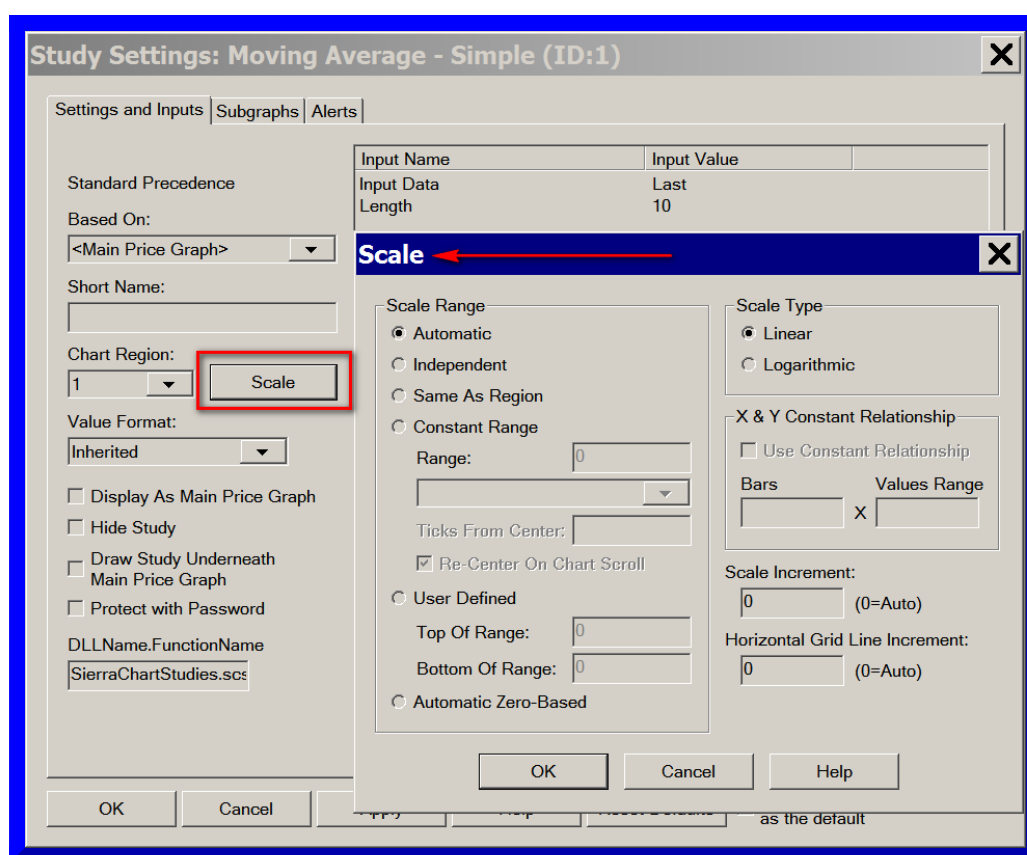 Study Settings: Moving Average - Simple (ID:1)
Settings and Inputs Subgraphs Alerts
Input Name Input Value
Standard Precedence
Input Data Last
Length 10
Based On:
<Main Price Graph>
Short Name:
Chart Region:
1 Scale
Value Format:
Inherited
Display As Main Price Graph
Hide Study
Draw Study Underneath
Main Price Graph
Protect with Password
DLLName.FunctionName
SierraChartStudies.scs
OK Cancel
as the default
Scale
Scale Range
Automatic
Independent
Same As Region
Constant Range
Range: 0
Ticks From Center:
Re-Center On Chart Scroll
User Defined
Top Of Range: 0
Bottom Of Range: 0
Automatic Zero-Based
Scale Type
Linear
Logarithmic
X & Y Constant Relationship
Use Constant Relationship
Bars Values Range
X
Scale Increment:
0 (0=Auto)
Horizontal Grid Line Increment:
0 (0=Auto)
OK Cancel Help